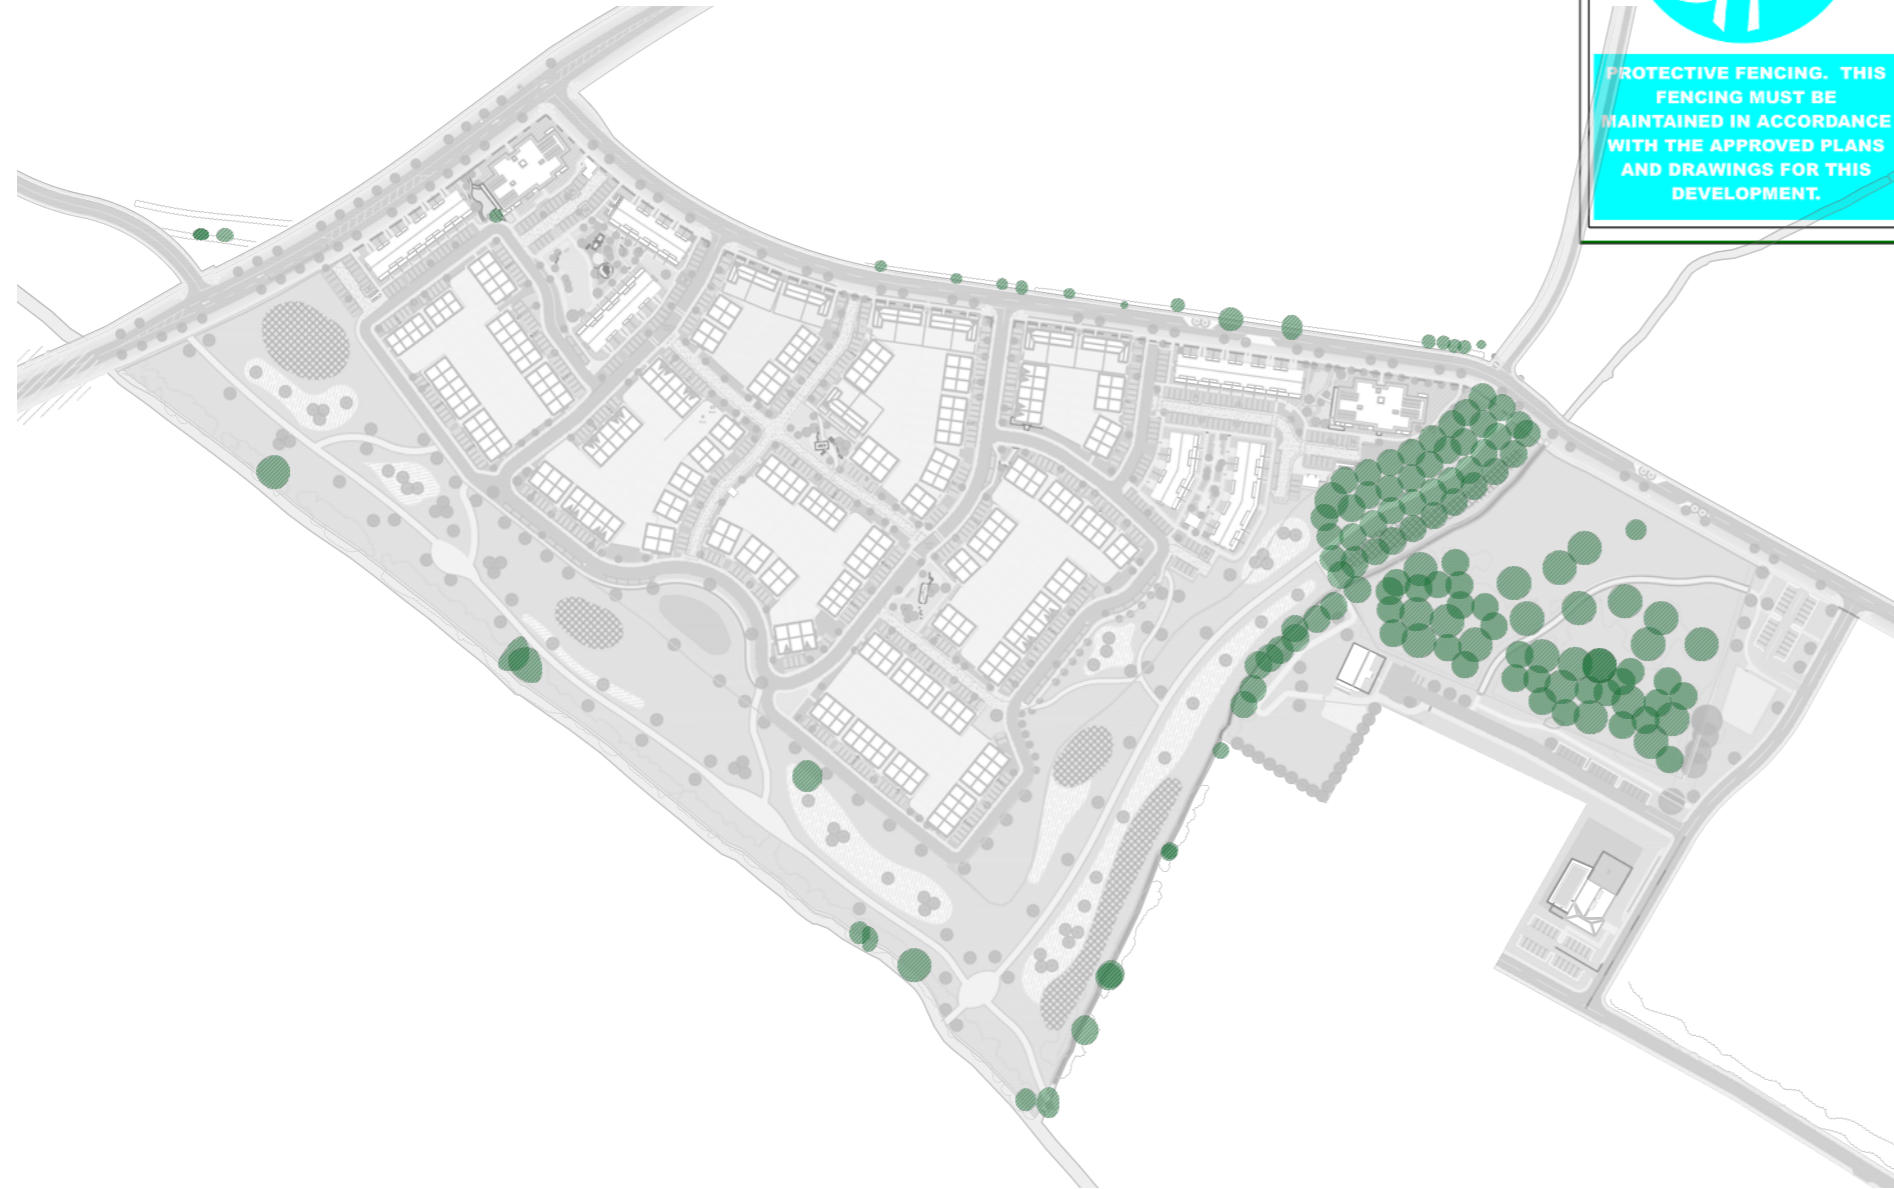 PROTECTIVE FENCING. THIS
FENCING MUST BE
MAINTAINED IN ACCORDANCE
WITH THE APPROVED PLANS
AND DRAWINGS FOR THIS
DEVELOPMENT.